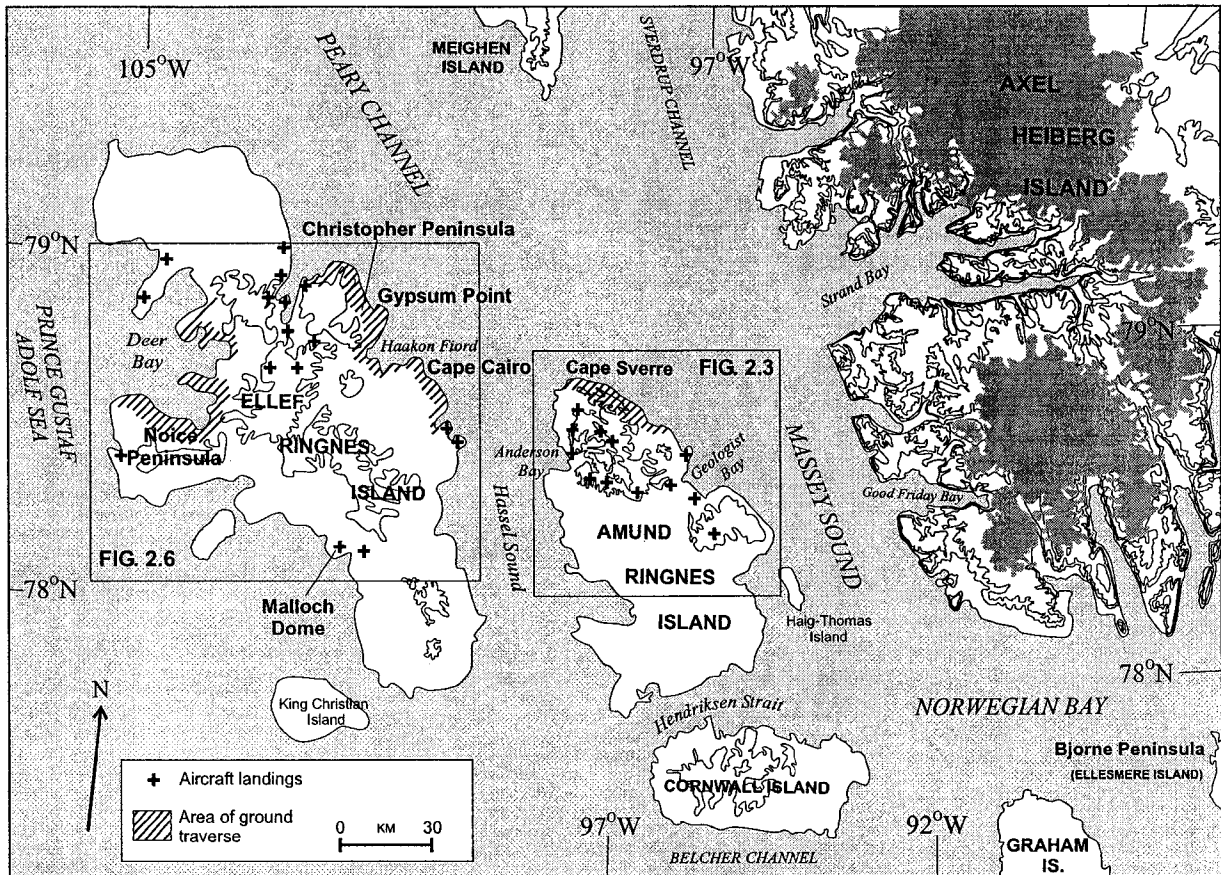 105°W
PEARY CHANNEL
MEIGHEN
ISLAND
SVERDRUP CHANNEL
97°W
AXEL
HEIBERG
ISLAND
79°N
Christopher Peninsula
Gypsum Point
Strand Bay
79°N
PRINCE GUSTAF
ADOLF SEA
Deer
Bay
Haakon Fiord
Cape Cairo
Cape Sverre
FIG. 2.3
ELLEF
RINGNES
ISLAND
Noice
Peninsula
Anderson
Bay
Geologist
Bay
Hassel Sound
MASSEY SOUND
Good Friday Bay
AMUND
RINGNES
ISLAND
FIG. 2.6
78°N
Malloch
Dome
Haig-Thomas
Island
78°N
N
King Christian
Island
Hendriksen Strait
NORWEGIAN BAY
Bjorne Peninsula
(ELLESMERE ISLAND)
CORNWALL ISLAND
Aircraft landings
Area of ground
traverse
0 KM 30
97°W
92°W
BELCHER CHANNEL
GRAHAM
IS.